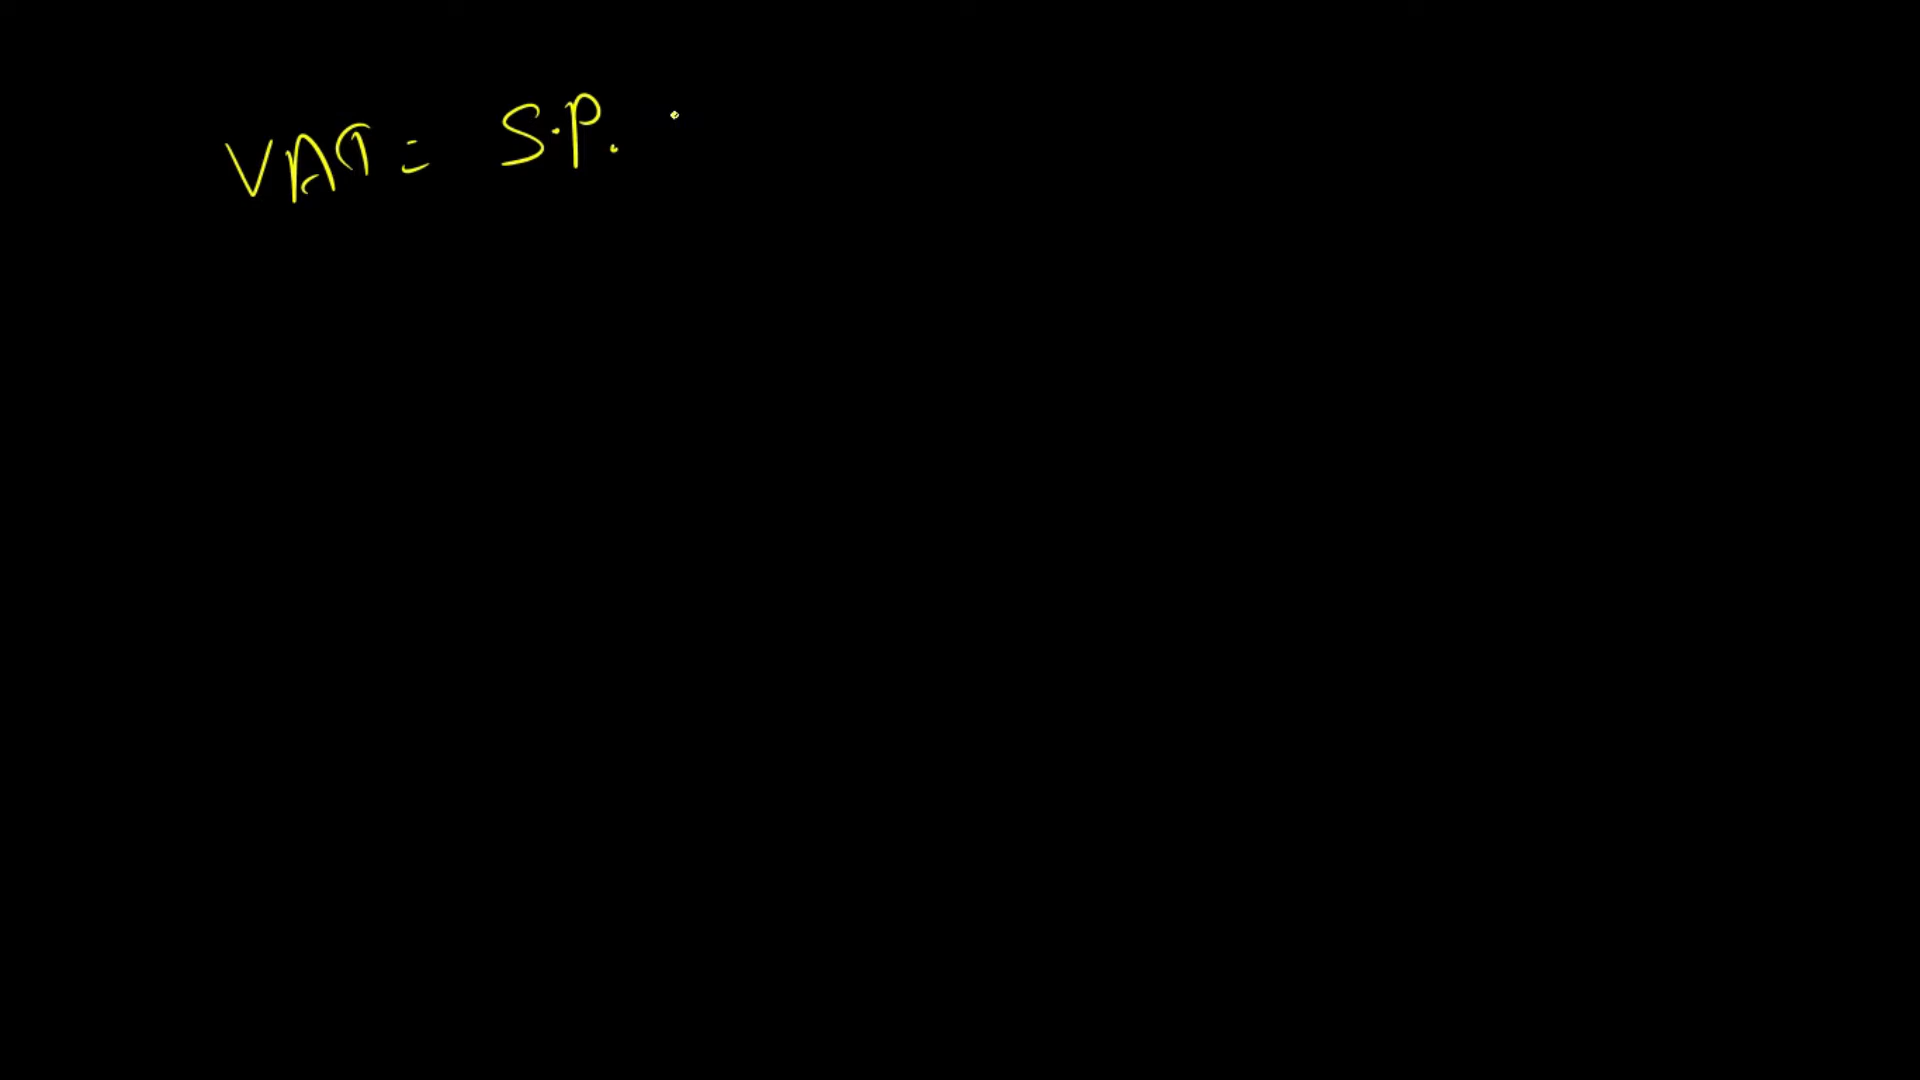 VAT = S.P.